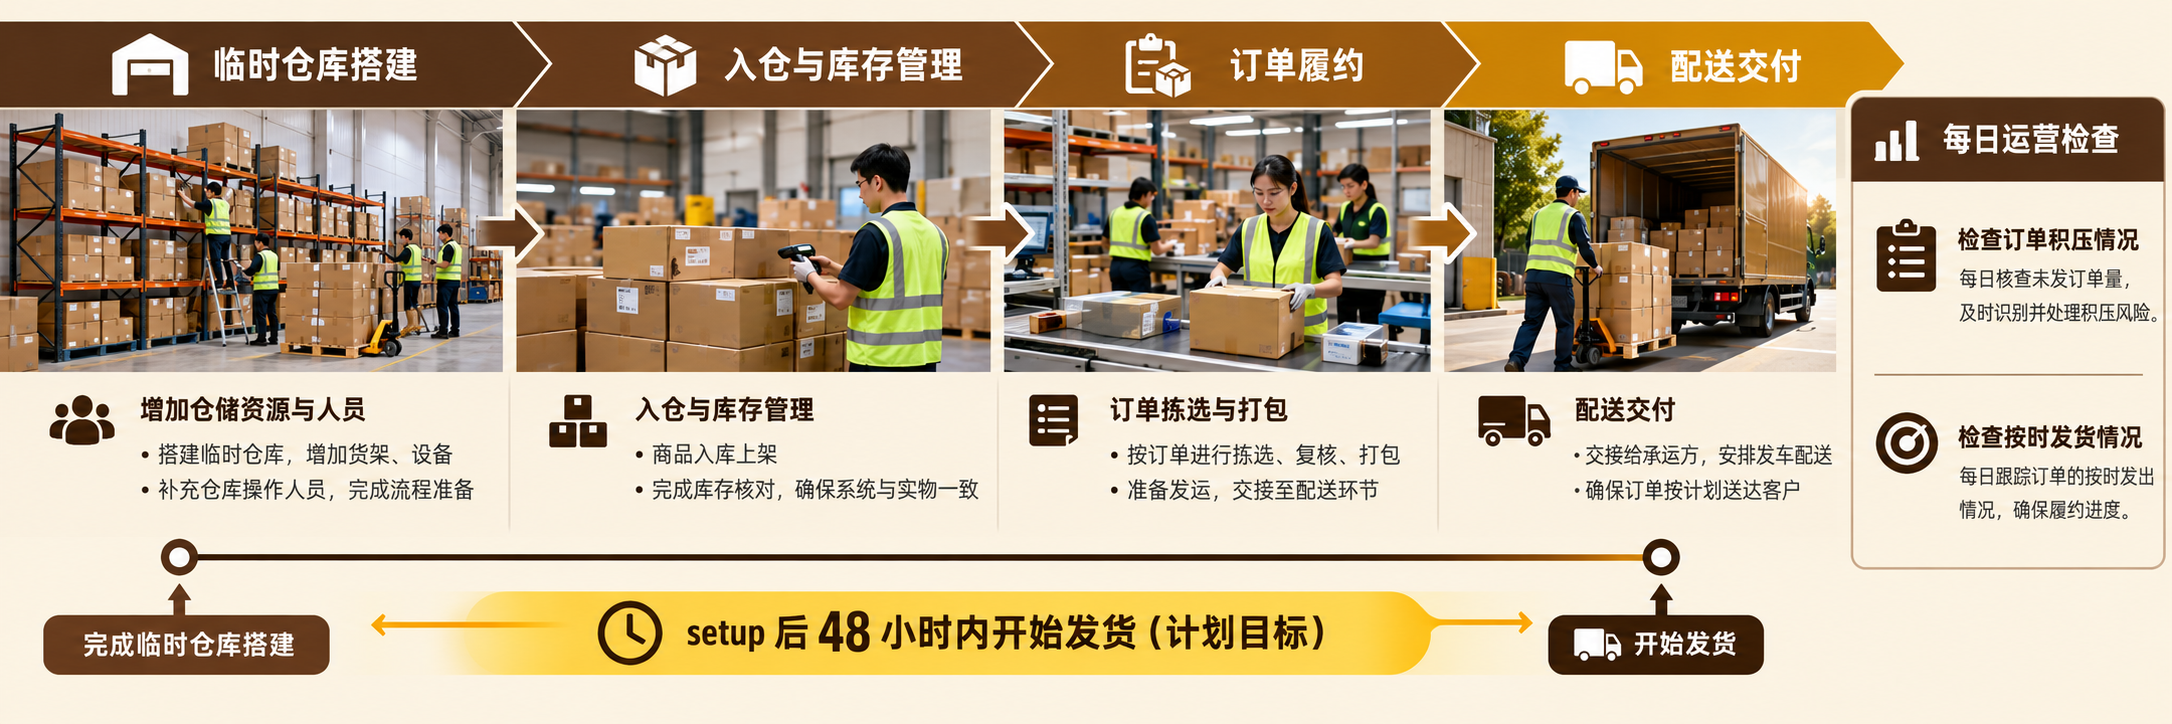 临时仓库搭建
入仓与库存管理
订单履约
配送交付
每日运营检查
检查订单积压情况
每日核查未发订单量，
及时识别并处理积压风险。
检查按时发货情况
每日跟踪订单的按时发出
情况，确保履约进度。
增加仓储资源与人员
• 搭建临时仓库，增加货架、设备
• 补充仓库操作人员，完成流程准备
入仓与库存管理
• 商品入库上架
• 完成库存核对，确保系统与实物一致
订单拣选与打包
• 按订单进行拣选、复核、打包
• 准备发运，交接至配送环节
配送交付
• 交接给承运方，安排发车配送
• 确保订单按计划送达客户
完成临时仓库搭建
setup 后 48 小时内开始发货（计划目标）
开始发货